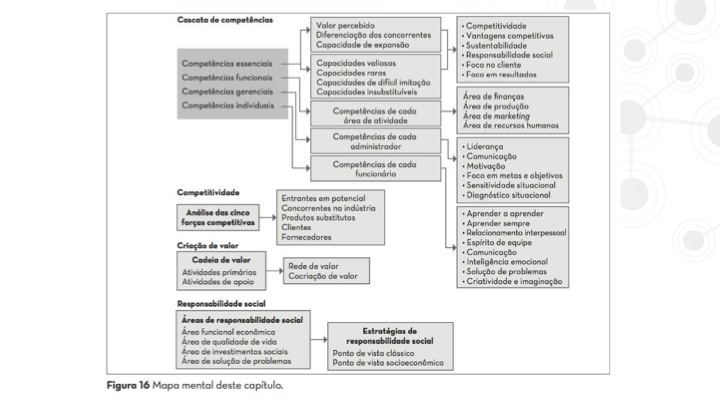 Cascata de competências
Competências essenciais
Competências funcionais
Competências gerenciais
Competências individuais
Valor percebido
Diferenciação dos concorrentes
Capacidade de expansão
Capacidades valiosas
Capacidades raras
Capacidades de difícil imitação
Capacidades insubstituíveis
Competências de cada
área de atividade
Competências de cada
administrador
Competências de cada
funcionário
• Competitividade
• Vantagens competitivas
• Sustentabilidade
• Responsabilidade social
• Foco no cliente
• Foco em resultados
Área de finanças
Área de produção
Área de marketing
Área de recursos humanos
• Liderança
• Comunicação
• Motivação
• Foco em metas e objetivos
• Sensitividade situacional
• Diagnóstico situacional
• Aprender a aprender
• Aprender sempre
• Relacionamento interpessoal
• Espírito de equipe
• Comunicação
• Inteligência emocional
• Solução de problemas
• Criatividade e imaginação
Competitividade
Análise das cinco
forças competitivas
Entrantes em potencial
Concorrentes na indústria
Produtos substitutos
Clientes
Fornecedores
Criação de valor
Cadeia de valor
Atividades primárias
Atividades de apoio
Rede de valor
Cocriação de valor
Responsabilidade social
Áreas de responsabilidade social
Área funcional econômica
Área de qualidade de vida
Área de investimentos sociais
Área de solução de problemas
Estratégias de
responsabilidade social
Ponto de vista clássico
Ponto de vista socioeconômico
Figura 16 Mapa mental deste capítulo.